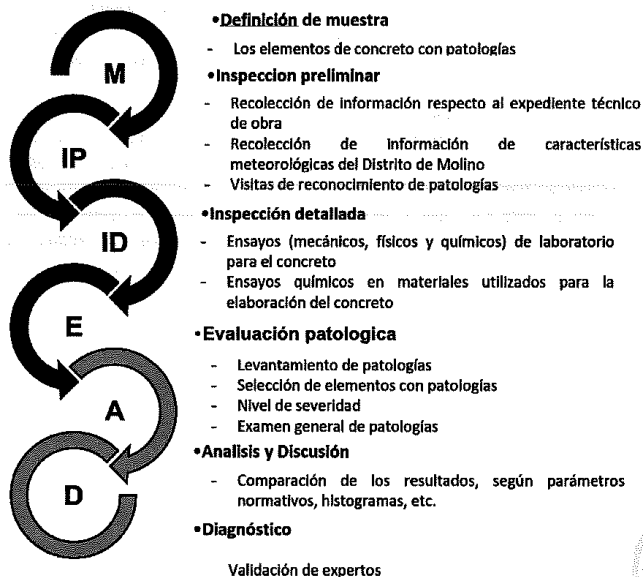 M
•Definición de muestra
- Los elementos de concreto con patologías
IP
•Inspeccion preliminar
- Recolección de información respecto al expediente técnico
de obra
- Recolección de información de características
meteorológicas del Distrito de Molino
- Visitas de reconocimiento de patologías
ID
•Inspección detallada
- Ensayos (mecánicos, físicos y químicos) de laboratorio
para el concreto
- Ensayos químicos en materiales utilizados para la
elaboración del concreto
E
•Evaluación patologica
- Levantamiento de patologías
- Selección de elementos con patologías
- Nivel de severidad
- Examen general de patologías
A
•Analisis y Discusión
- Comparación de los resultados, según parámetros
normativos, histogramas, etc.
D
•Diagnóstico
Validación de expertos